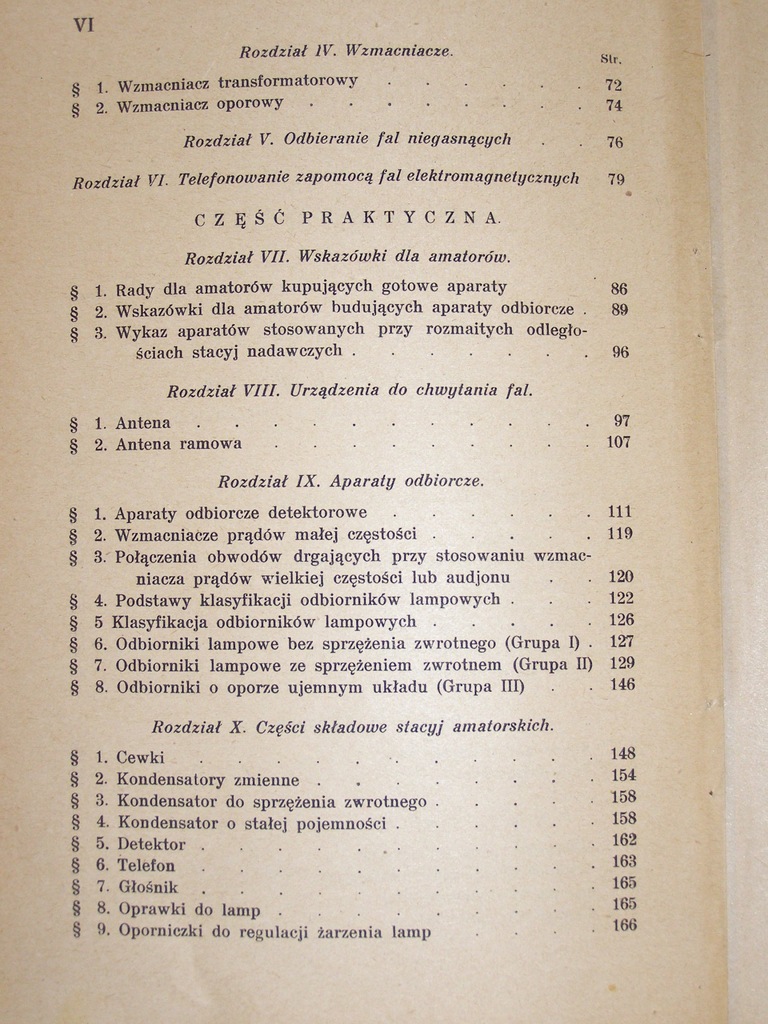 VI
Rozdział IV. Wzmacniacze.
Str.
§ 1. Wzmacniacz transformatorowy . . . . . . 72
§ 2. Wzmacniacz oporowy . . . . . . . . 74
Rozdział V. Odbieranie fal niegasnących . . 76
Rozdział VI. Telefonowanie zapomocą fal elektromagnetycznych 79
CZĘŚĆ PRAKTYCZNA.
Rozdział VII. Wskazówki dla amatorów.
§ 1. Rady dla amatorów kupujących gotowe aparaty 86
§ 2. Wskazówki dla amatorów budujących aparaty odbiorcze . 89
§ 3. Wykaz aparatów stosowanych przy rozmaitych odległo-
ściach stacyj nadawczych . . . . . . . 96
Rozdział VIII. Urządzenia do chwytania fal.
§ 1. Antena . . . . . . . . . . . 97
§ 2. Antena ramowa . . . . . . . . . 107
Rozdział IX. Aparaty odbiorcze.
§ 1. Aparaty odbiorcze detektorowe . . . . . . 111
§ 2. Wzmacniacze prądów małej częstości . . . . . 119
§ 3. Połączenia obwodów drgających przy stosowaniu wzmac-
niacza prądów wielkiej częstości lub audjonu . . 120
§ 4. Podstawy klasyfikacji odbiorników lampowych . . . 122
§ 5 Klasyfikacja odbiorników lampowych . . . . . 126
§ 6. Odbiorniki lampowe bez sprzężenia zwrotnego (Grupa I) . 127
§ 7. Odbiorniki lampowe ze sprzężeniem zwrotnem (Grupa II) 129
§ 8. Odbiorniki o oporze ujemnym układu (Grupa III) . . 146
Rozdział X. Części składowe stacyj amatorskich.
§ 1. Cewki . . . . . . . . . . . 148
§ 2. Kondensatory zmienne . . . . . . . . 154
§ 3. Kondensator do sprzężenia zwrotnego . . . . . 158
§ 4. Kondensator o stałej pojemności . . . . . . 158
§ 5. Detektor . . . . . . . . . . . 162
§ 6. Telefon . . . . . . . . . . . 163
§ 7. Głośnik . . . . . . . . . . . 165
§ 8. Oprawki do lamp . . . . . . . . . 165
§ 9. Oporniczki do regulacji żarzenia lamp . . . . 166